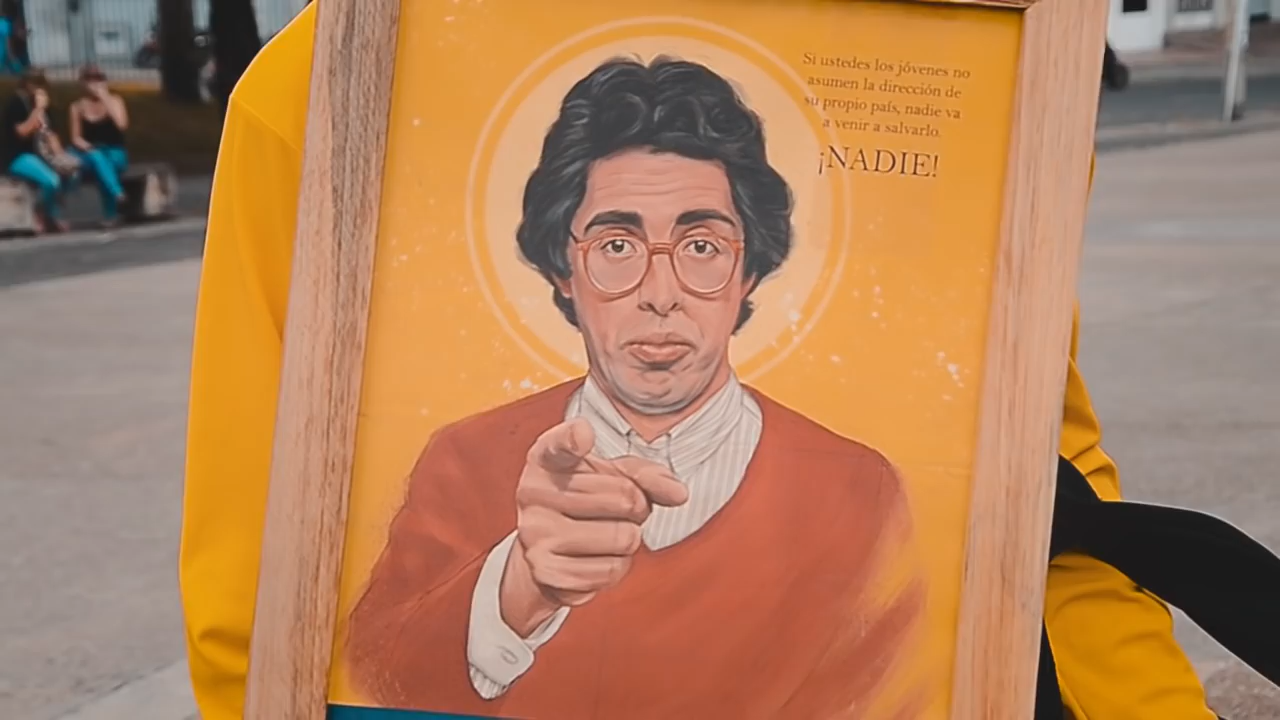 Si ustedes los jóvenes no
asumen la dirección de
su propio país, nadie va
a venir a salvarlo.
¡NADIE!